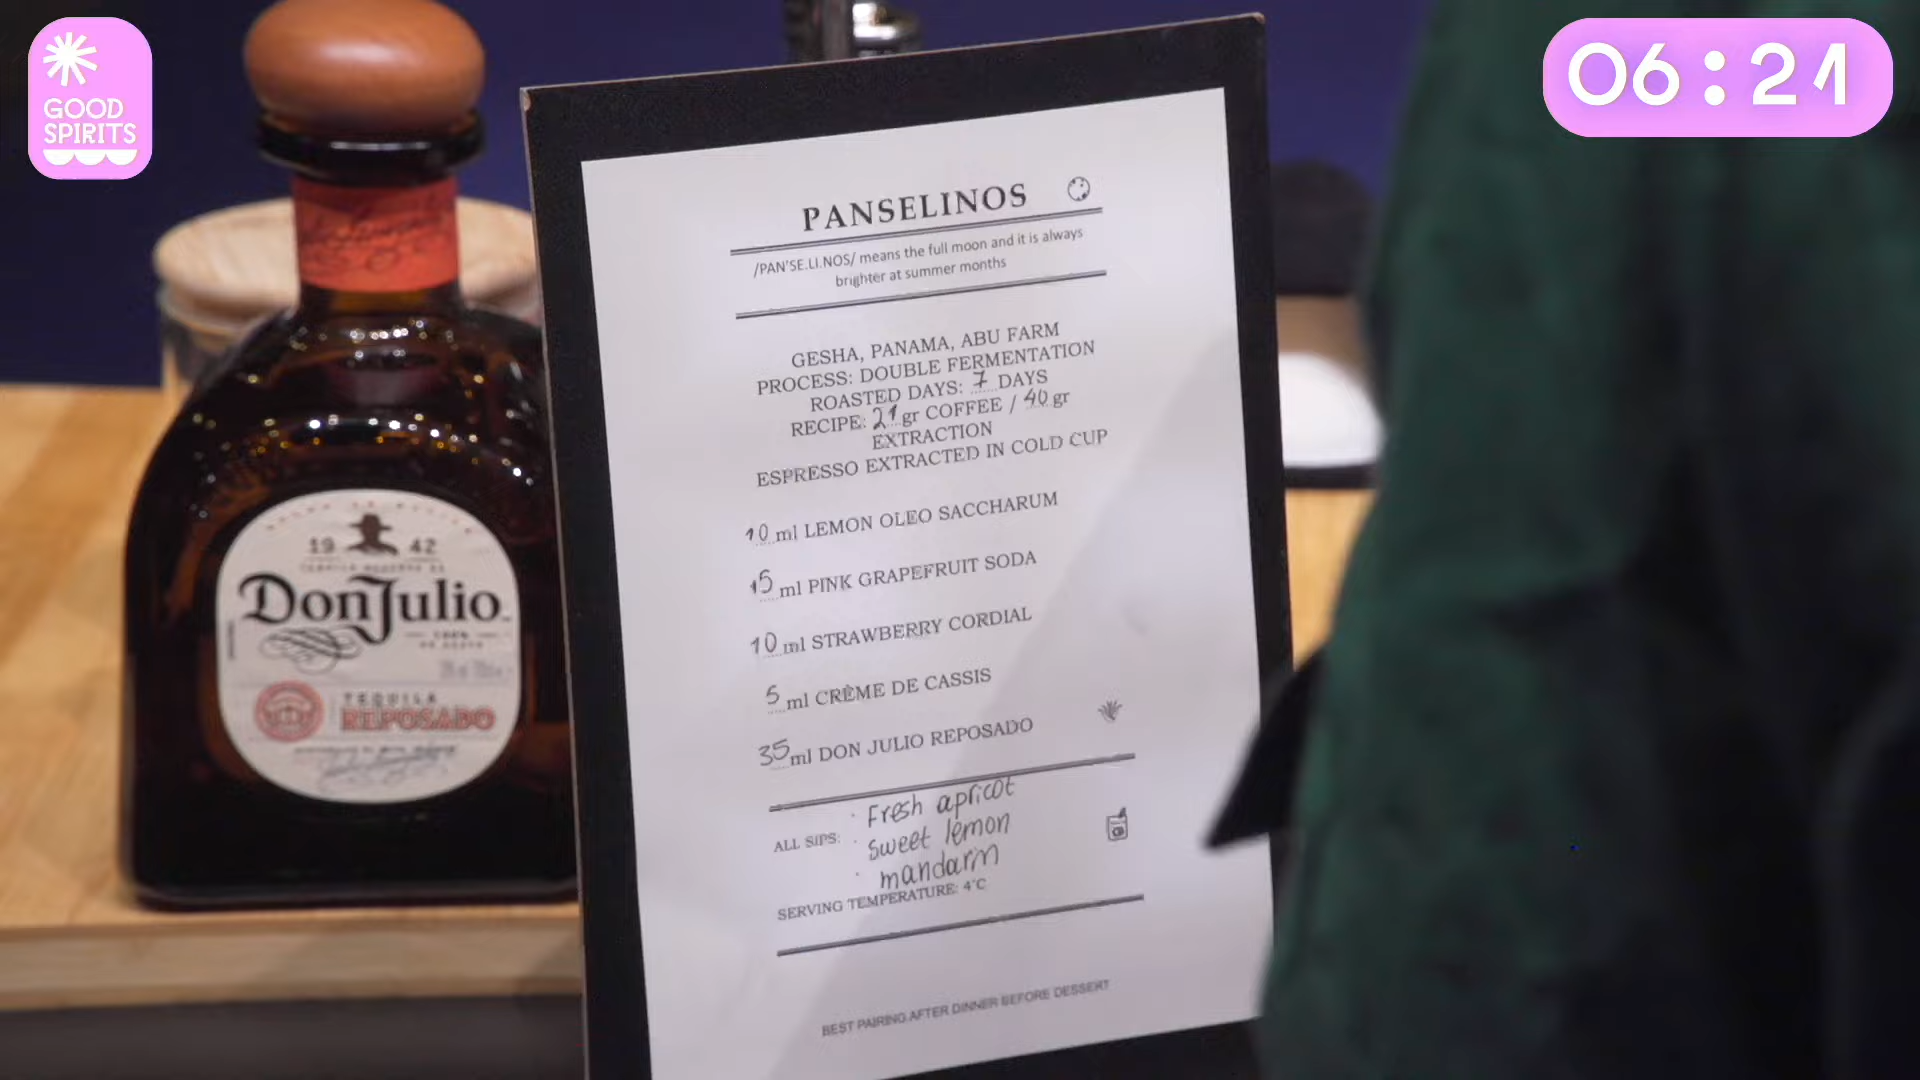 GOOD
SPIRITS
06:21
19 42
Don Julio
TEQUILA
REPOSADO
PANSELINOS
/PAN'SE.LI.NOS/ means the full moon and it is always
brighter at summer months
GESHA, PANAMA, ABU FARM
PROCESS: DOUBLE FERMENTATION
ROASTED DAYS: 7 DAYS
RECIPE: 21 gr COFFEE / 40 gr
EXTRACTION
ESPRESSO EXTRACTED IN COLD CUP
10 ml LEMON OLEO SACCHARUM
15 ml PINK GRAPEFRUIT SODA
10 ml STRAWBERRY CORDIAL
5 ml CRÈME DE CASSIS
35 ml DON JULIO REPOSADO
ALL SIPS: · Fresh apricot
· sweet lemon
· mandarin
SERVING TEMPERATURE: 4°C
BEST PAIRING AFTER DINNER BEFORE DESSERT